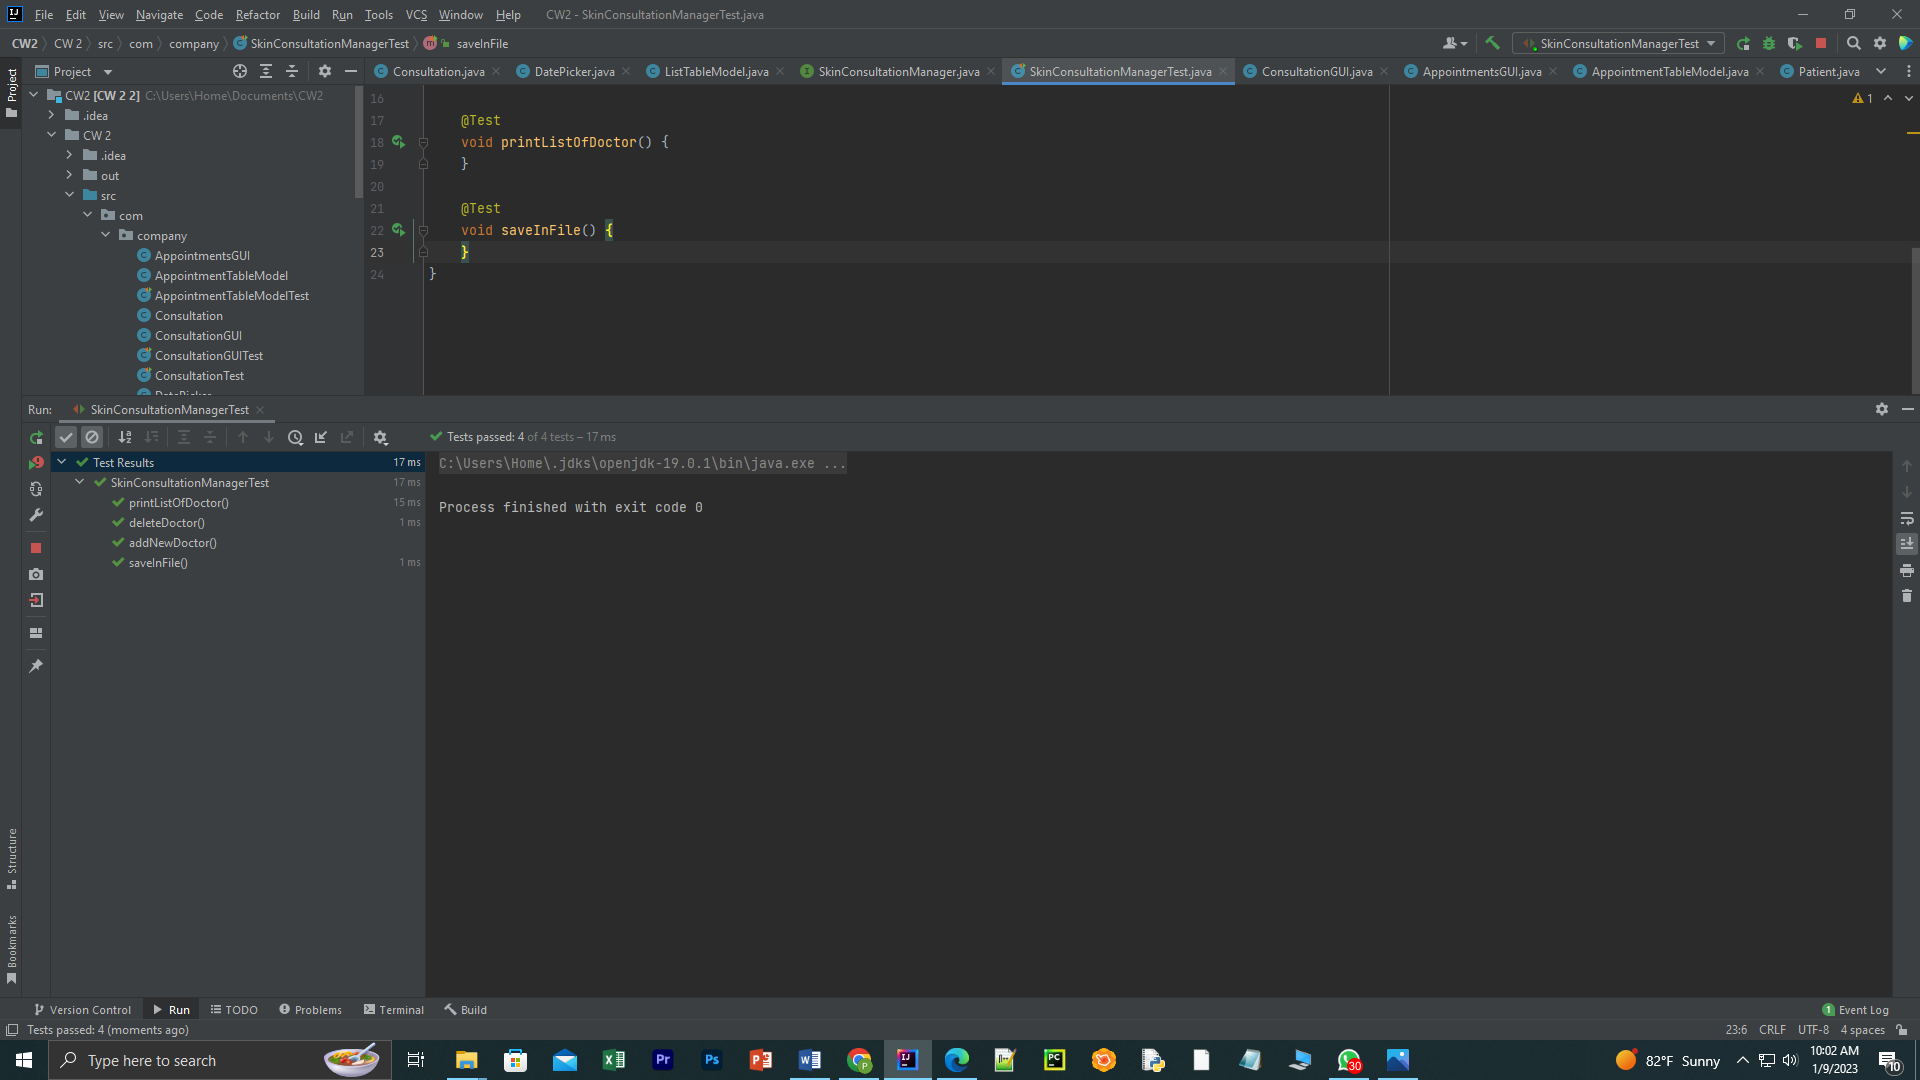 File Edit View Navigate Code Refactor Build Run Tools VCS Window Help CW2 - SkinConsultationManagerTest.java
CW2 CW 2 src com company SkinConsultationManagerTest saveInFile SkinConsultationManagerTest
Project
Consultation.java DatePicker.java ListTableModel.java SkinConsultationManager.java SkinConsultationManagerTest.java ConsultationGUI.java AppointmentsGUI.java AppointmentTableModel.java Patient.java
Project
CW2 [CW 2 2] C:\Users\Home\Documents\CW2
.idea
CW 2
.idea
out
src
com
company
AppointmentsGUI
AppointmentTableModel
AppointmentTableModelTest
Consultation
ConsultationGUI
ConsultationGUITest
ConsultationTest
DatePicker
16
17 @Test
18 void printListOfDoctor() {
19 }
20
21 @Test
22 void saveInFile() {
23 }
24 }
1
Run: SkinConsultationManagerTest
Tests passed: 4 of 4 tests – 17 ms
Test Results 17 ms
SkinConsultationManagerTest 17 ms
printListOfDoctor() 15 ms
deleteDoctor() 1 ms
addNewDoctor()
saveInFile() 1 ms
C:\Users\Home\.jdks\openjdk-19.0.1\bin\java.exe ...
Process finished with exit code 0
Structure
Bookmarks
Version Control Run TODO Problems Terminal Build 1 Event Log
Tests passed: 4 (moments ago) 23:6 CRLF UTF-8 4 spaces
Type here to search
30
82°F Sunny
10:02 AM
1/9/2023
10